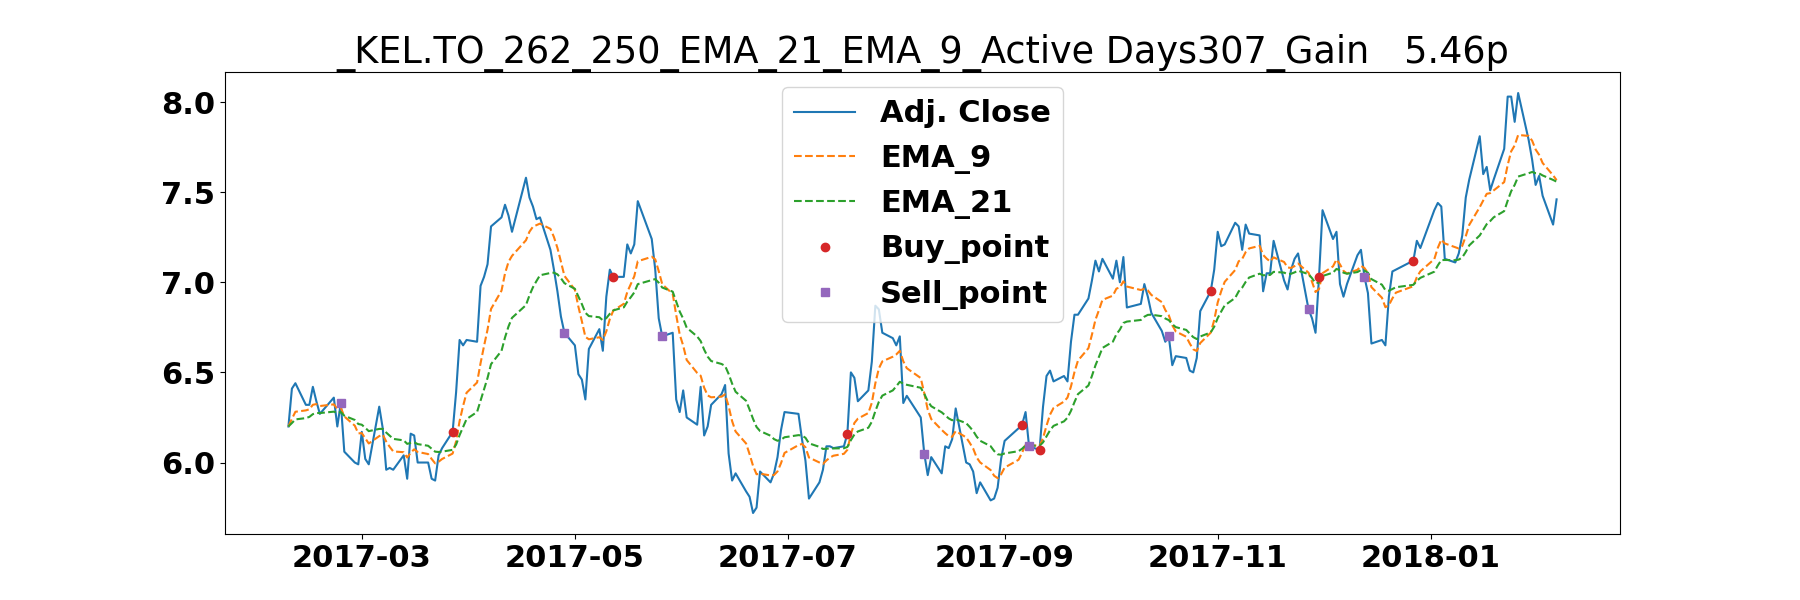 _KEL.TO_262_250_EMA_21_EMA_9_Active Days307_Gain   5.46p
8.0
7.5
7.0
6.5
6.0
Adj. Close
EMA_9
EMA_21
Buy_point
Sell_point
2017-03 2017-05 2017-07 2017-09 2017-11 2018-01